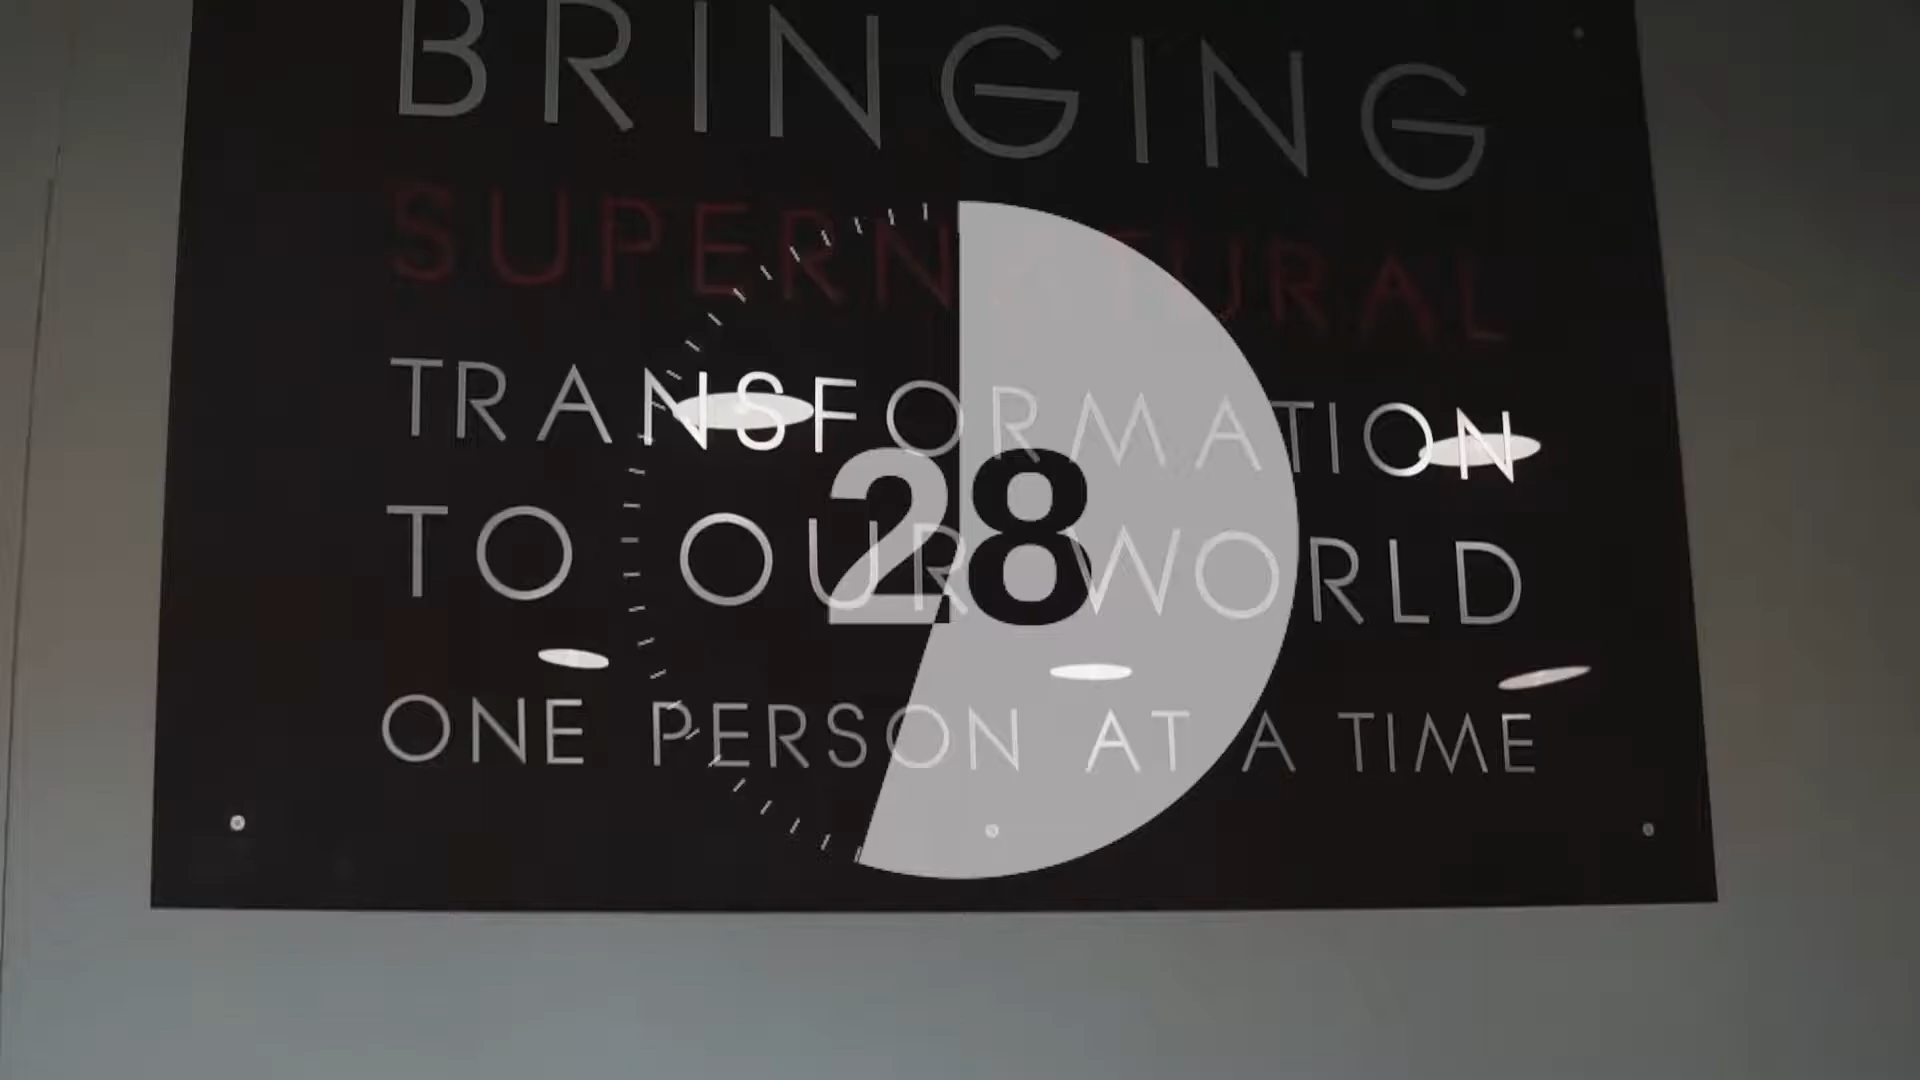 BRINGING
SUPERNATURAL
TRANSFORMATION
TO OUR WORLD
28
ONE PERSON AT A TIME